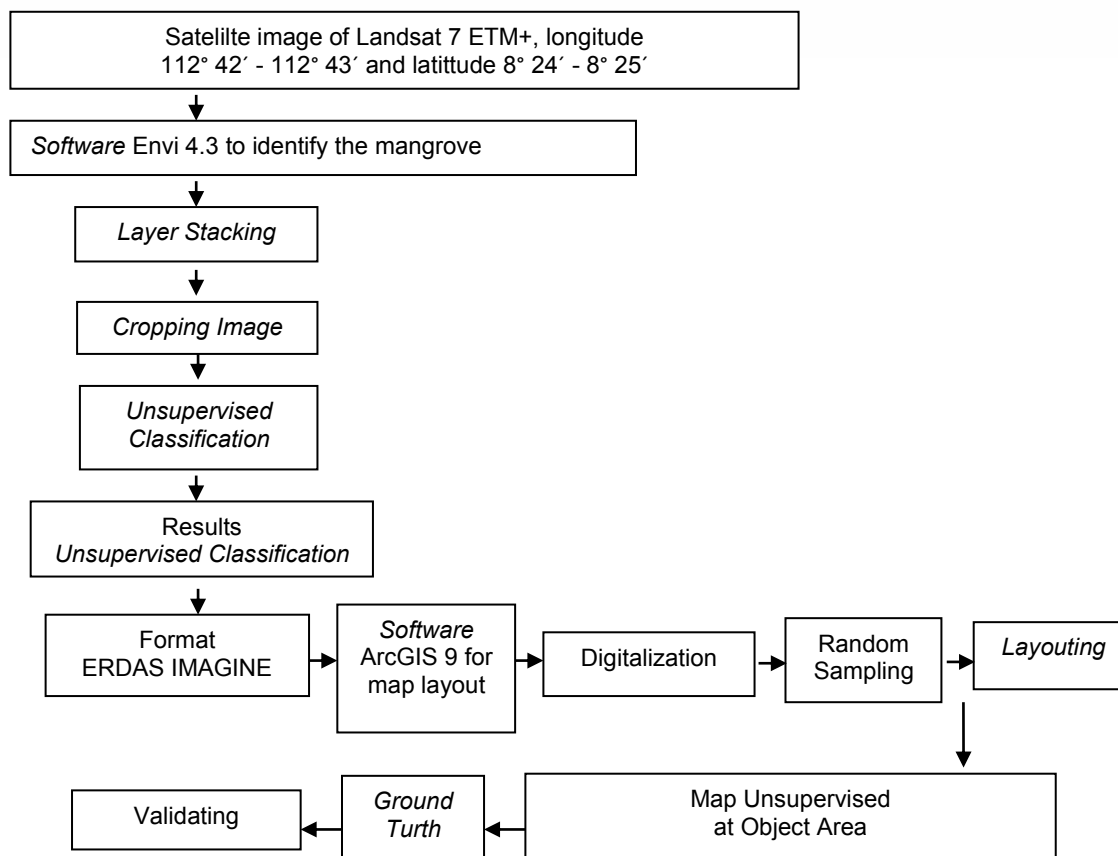 Satelilte image of Landsat 7 ETM+, longitude
112° 42´ - 112° 43´ and latittude 8° 24´ - 8° 25´
Software Envi 4.3 to identify the mangrove
Layer Stacking
Cropping Image
Unsupervised
Classification
Results
Unsupervised Classification
Format
ERDAS IMAGINE
Software
ArcGIS 9 for
map layout
Digitalization
Random
Sampling
Layouting
Validating
Ground
Turth
Map Unsupervised
at Object Area